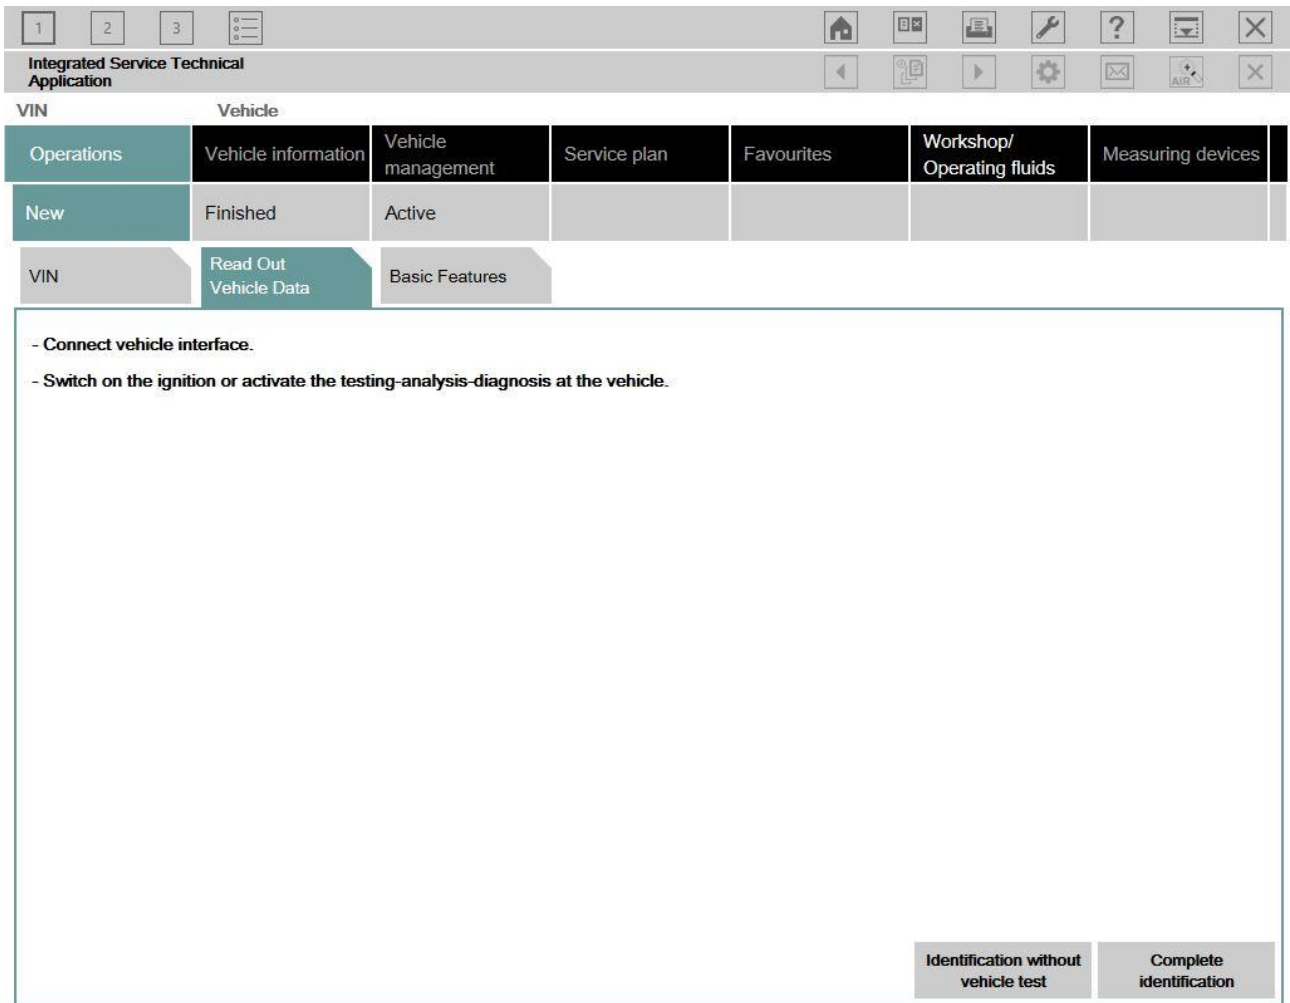 1 2 3
?
Integrated Service Technical
Application
AIR
VIN Vehicle
Operations Vehicle information Vehicle
management Service plan Favourites Workshop/
Operating fluids Measuring devices
New Finished Active
VIN Read Out
Vehicle Data Basic Features
- Connect vehicle interface.
- Switch on the ignition or activate the testing-analysis-diagnosis at the vehicle.
Identification without
vehicle test
Complete
identification